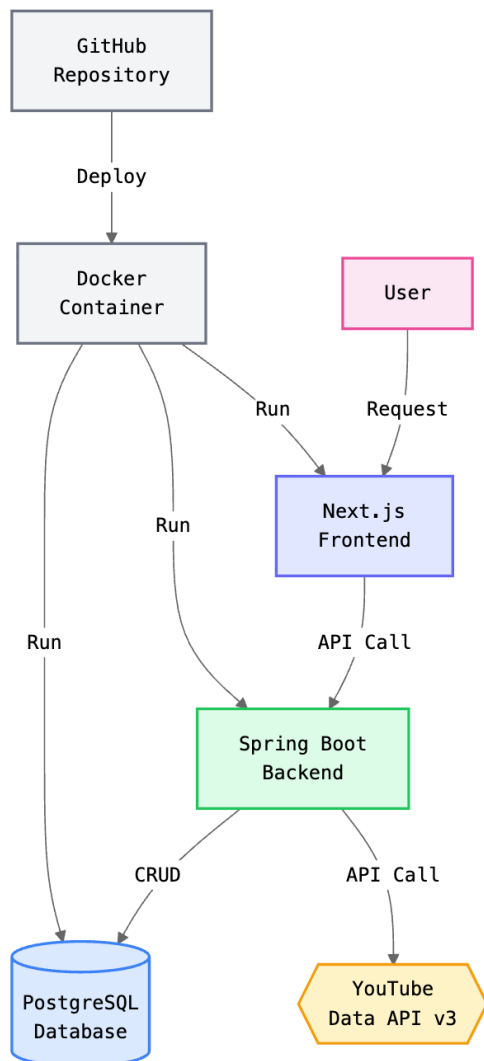 GitHub
Repository
Deploy
Docker
Container
User
Run
Request
Next.js
Frontend
Run
Run
API Call
Spring Boot
Backend
CRUD
API Call
PostgreSQL
Database
YouTube
Data API v3